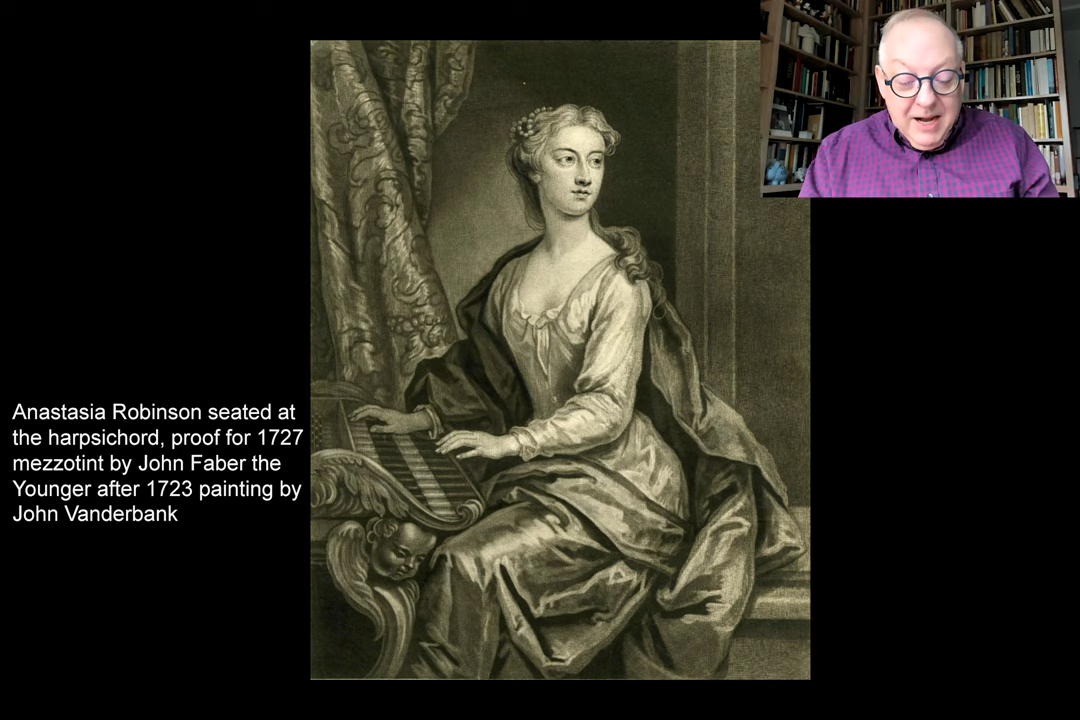 Anastasia Robinson seated at
the harpsichord, proof for 1727
mezzotint by John Faber the
Younger after 1723 painting by
John Vanderbank